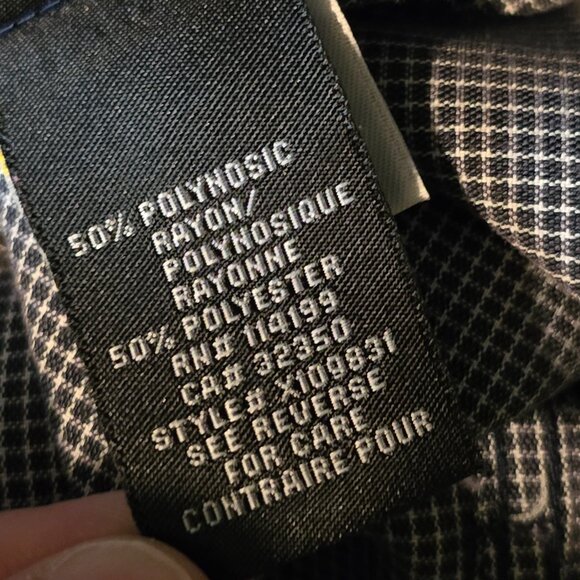 50% POLYNOSIC
RAYON/
POLYNOSIQUE
RAYONNE
50% POLYESTER
RN# 114199
CA# 32350
STYLE# X109831
SEE REVERSE
FOR CARE
CONTRAIRE POUR